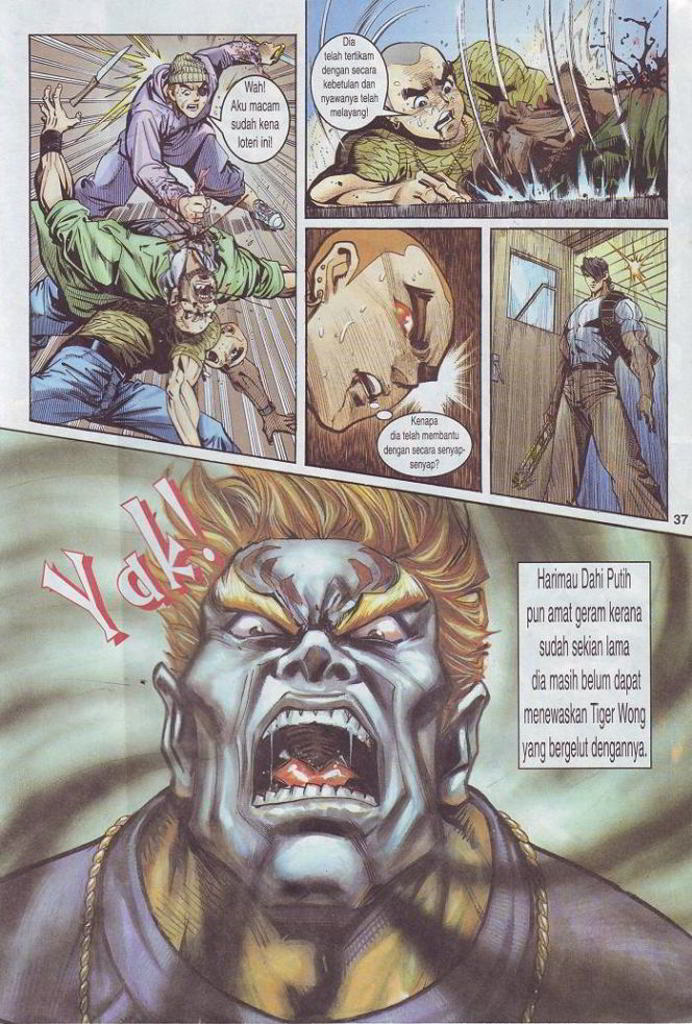 Wah!
Aku macam
sudah kena
loteri ini!
Dia
telah tertikam
dengan secara
kebetulan dan
nyawanya telah
melayang!
Kenapa
dia telah membantu
dengan secara senyap-
senyap?
37
Yak!
Harimau Dahi Putih
pun amat geram kerana
sudah sekian lama
dia masih belum dapat
menewaskan Tiger Wong
yang bergelut dengannya.